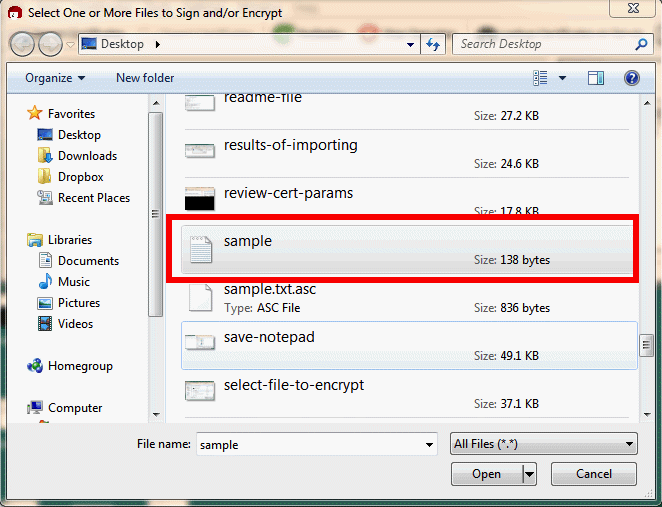 Select One or More Files to Sign and/or Encrypt
Desktop
Search Desktop
Organize
New folder
readme-file
Size: 27.2 KB
results-of-importing
Size: 24.6 KB
review-cert-params
Size: 17.8 KB
sample
Size: 138 bytes
sample.txt.asc
Type: ASC File
Size: 836 bytes
save-notepad
Size: 49.1 KB
select-file-to-encrypt
Size: 37.1 KB
Favorites
Desktop
Downloads
Dropbox
Recent Places
Libraries
Documents
Music
Pictures
Videos
Homegroup
Computer
File name: sample
All Files (*.*)
Open
Cancel